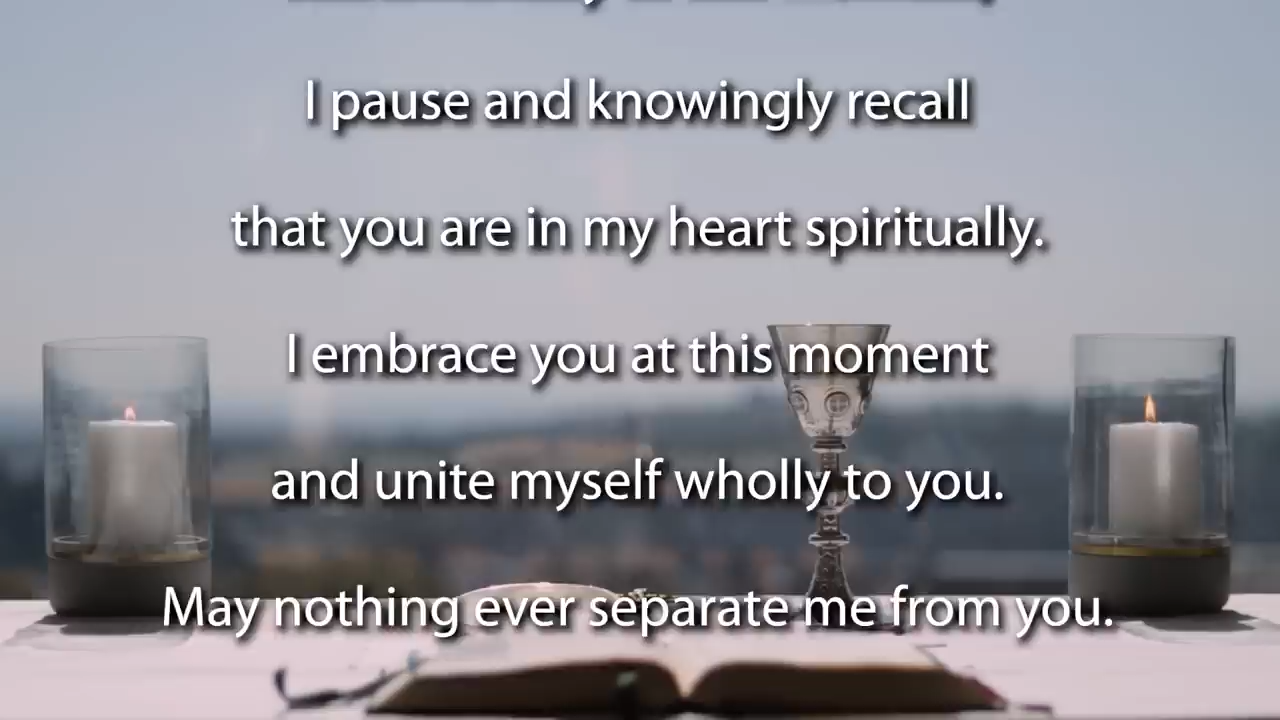 I pause and knowingly recall
that you are in my heart spiritually.
I embrace you at this moment
and unite myself wholly to you.
May nothing ever separate me from you.